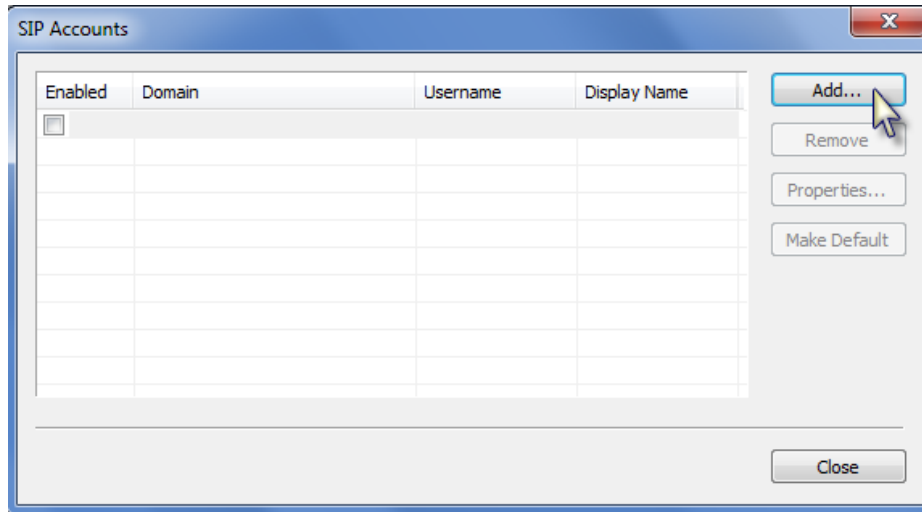 SIP Accounts
Enabled Domain Username Display Name
Add...
Remove
Properties...
Make Default
Close